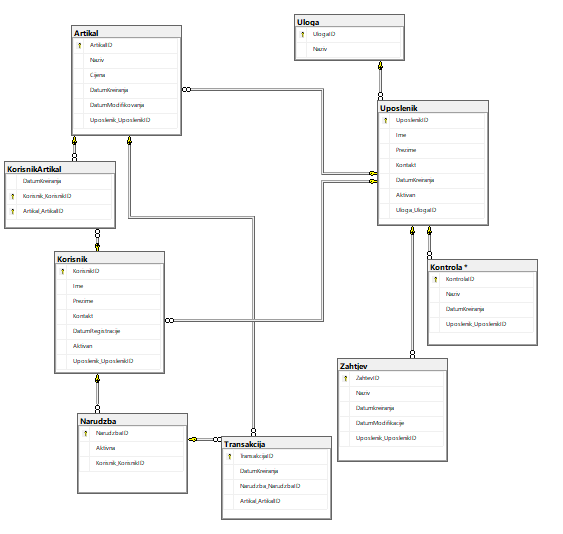 Artikal
ArtikalID
Naziv
Cijena
DatumKreiranja
DatumModifikovanja
Uposlenik_UposlenikID
Uloga
UlogaID
Naziv
Uposlenik
UposlenikID
Ime
Prezime
Kontakt
DatumKreiranja
Aktivan
Uloga_UlogaID
KorisnikArtikal
DatumKreiranja
Korisnik_KorisnikID
Artikal_ArtikalID
Korisnik
KorisnikID
Ime
Prezime
Kontakt
DatumRegistracije
Aktivan
Uposlenik_UposlenikID
Kontrola *
KontrolaID
Naziv
DatumKreiranja
Uposlenik_UposlenikID
Zahtjev
ZahtevID
Naziv
Datumkreiranja
DatumModifikacije
Uposlenik_UposlenikID
Narudzba
NarudzbaID
Aktivna
Korisnik_KorisnikID
Transakcija
TransakcijaID
DatumKreiranja
Narudzba_NarudzbaID
Artikal_ArtikalID